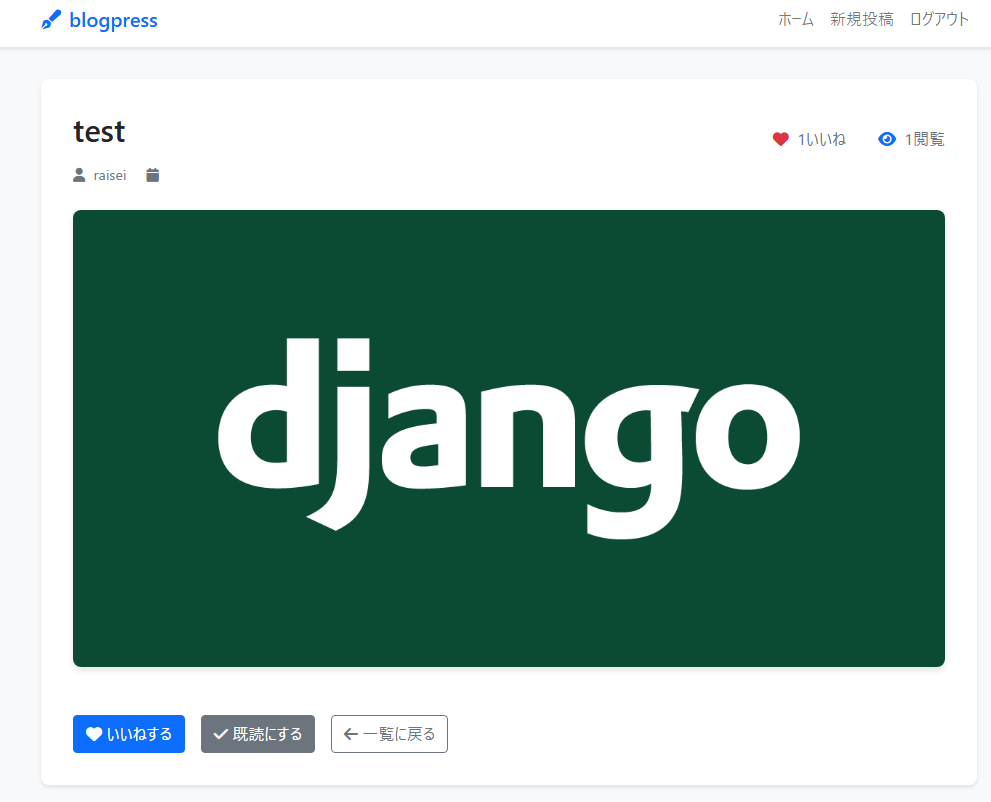 blogpress ホーム 新規投稿 ログアウト
test
1いいね 1閲覧
raisei
django
いいねする 既読にする 一覧に戻る